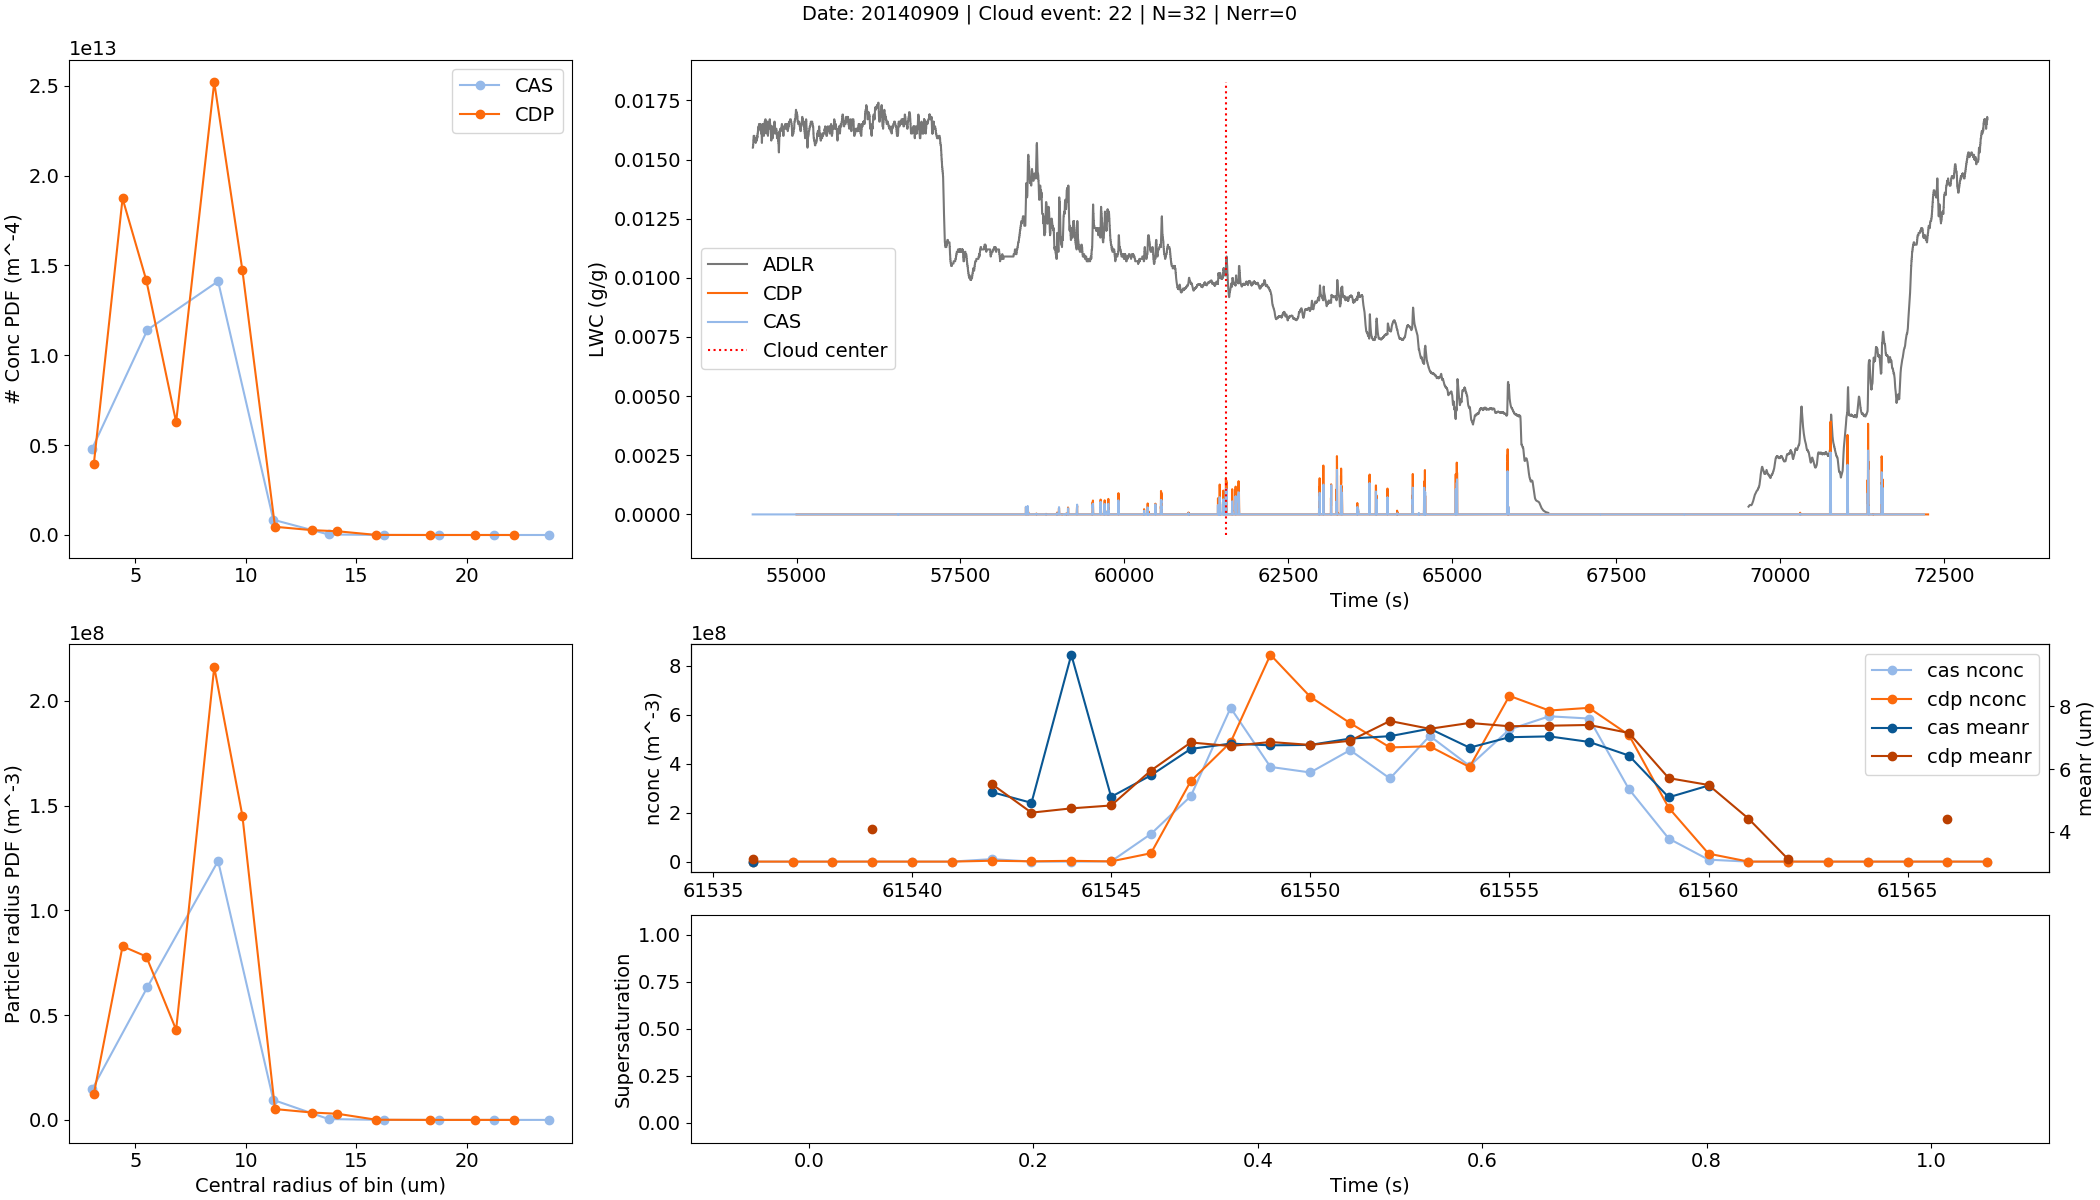 Date: 20140909 | Cloud event: 22 | N=32 | Nerr=0
1e13
# Conc PDF (m^-4)
2.5
2.0
1.5
1.0
0.5
0.0
5 10 15 20
CAS
CDP
LWC (g/g)
0.0175
0.0150
0.0125
0.0100
0.0075
0.0050
0.0025
0.0000
ADLR
CDP
CAS
Cloud center
55000 57500 60000 62500 65000 67500 70000 72500
Time (s)
1e8
Particle radius PDF (m^-3)
2.0
1.5
1.0
0.5
0.0
5 10 15 20
Central radius of bin (um)
1e8
nconc (m^-3)
8
6
4
2
0
cas nconc
cdp nconc
cas meanr
cdp meanr
8
6
4
meanr (um)
61535 61540 61545 61550 61555 61560 61565
Supersaturation
1.00
0.75
0.50
0.25
0.00
0.0 0.2 0.4 0.6 0.8 1.0
Time (s)